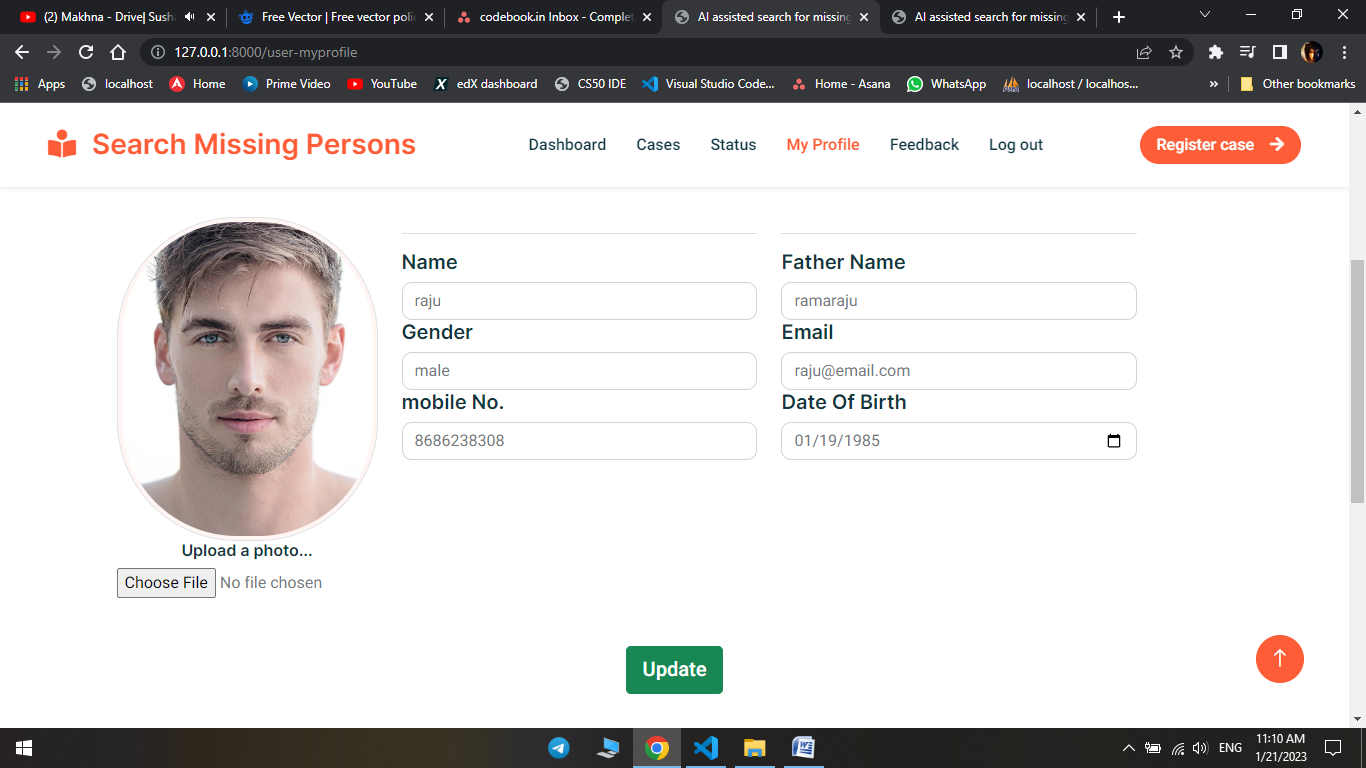 (2) Makhna - Drive| Susha
Free Vector | Free vector polic
codebook.in Inbox - Complet
AI assisted search for missing
AI assisted search for missing
127.0.0.1:8000/user-myprofile
Apps localhost Home Prime Video YouTube edX dashboard CS50 IDE Visual Studio Code... Home - Asana WhatsApp localhost / localhos... » Other bookmarks
Search Missing Persons Dashboard Cases Status My Profile Feedback Log out Register case
Name Father Name
raju ramaraju
Gender Email
male raju@email.com
mobile No. Date Of Birth
8686238308 01/19/1985
Upload a photo...
Choose File No file chosen
Update
ENG 11:10 AM
1/21/2023